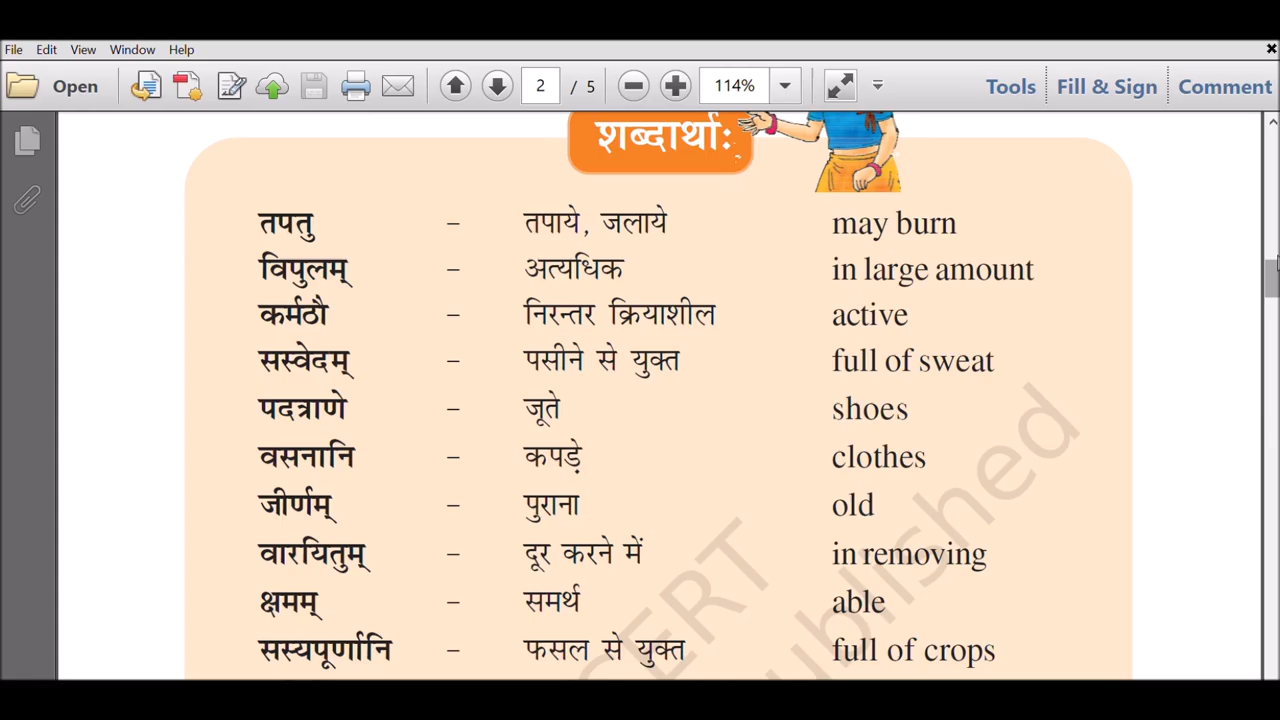 File Edit View Window Help
Open 2 / 5 114% Tools Fill & Sign Comment
शब्दार्थाः
तपतु – तपाये, जलाये may burn
विपुलम् – अत्यधिक in large amount
कर्मठौ – निरन्तर क्रियाशील active
सस्वेदम् – पसीने से युक्त full of sweat
पदत्राणे – जूते shoes
वसनानि – कपड़े clothes
जीर्णम् – पुराना old
वारयितुम् – दूर करने में in removing
क्षमम् – समर्थ able
सस्यपूर्णानि – फसल से युक्त full of crops